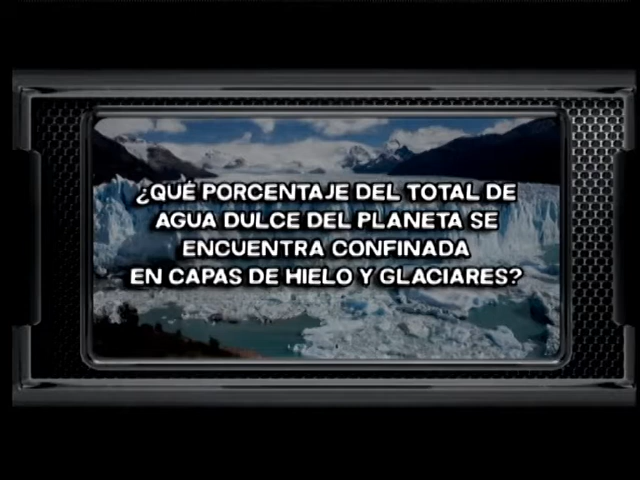 ¿QUÉ PORCENTAJE DEL TOTAL DE
AGUA DULCE DEL PLANETA SE
ENCUENTRA CONFINADA
EN CAPAS DE HIELO Y GLACIARES?